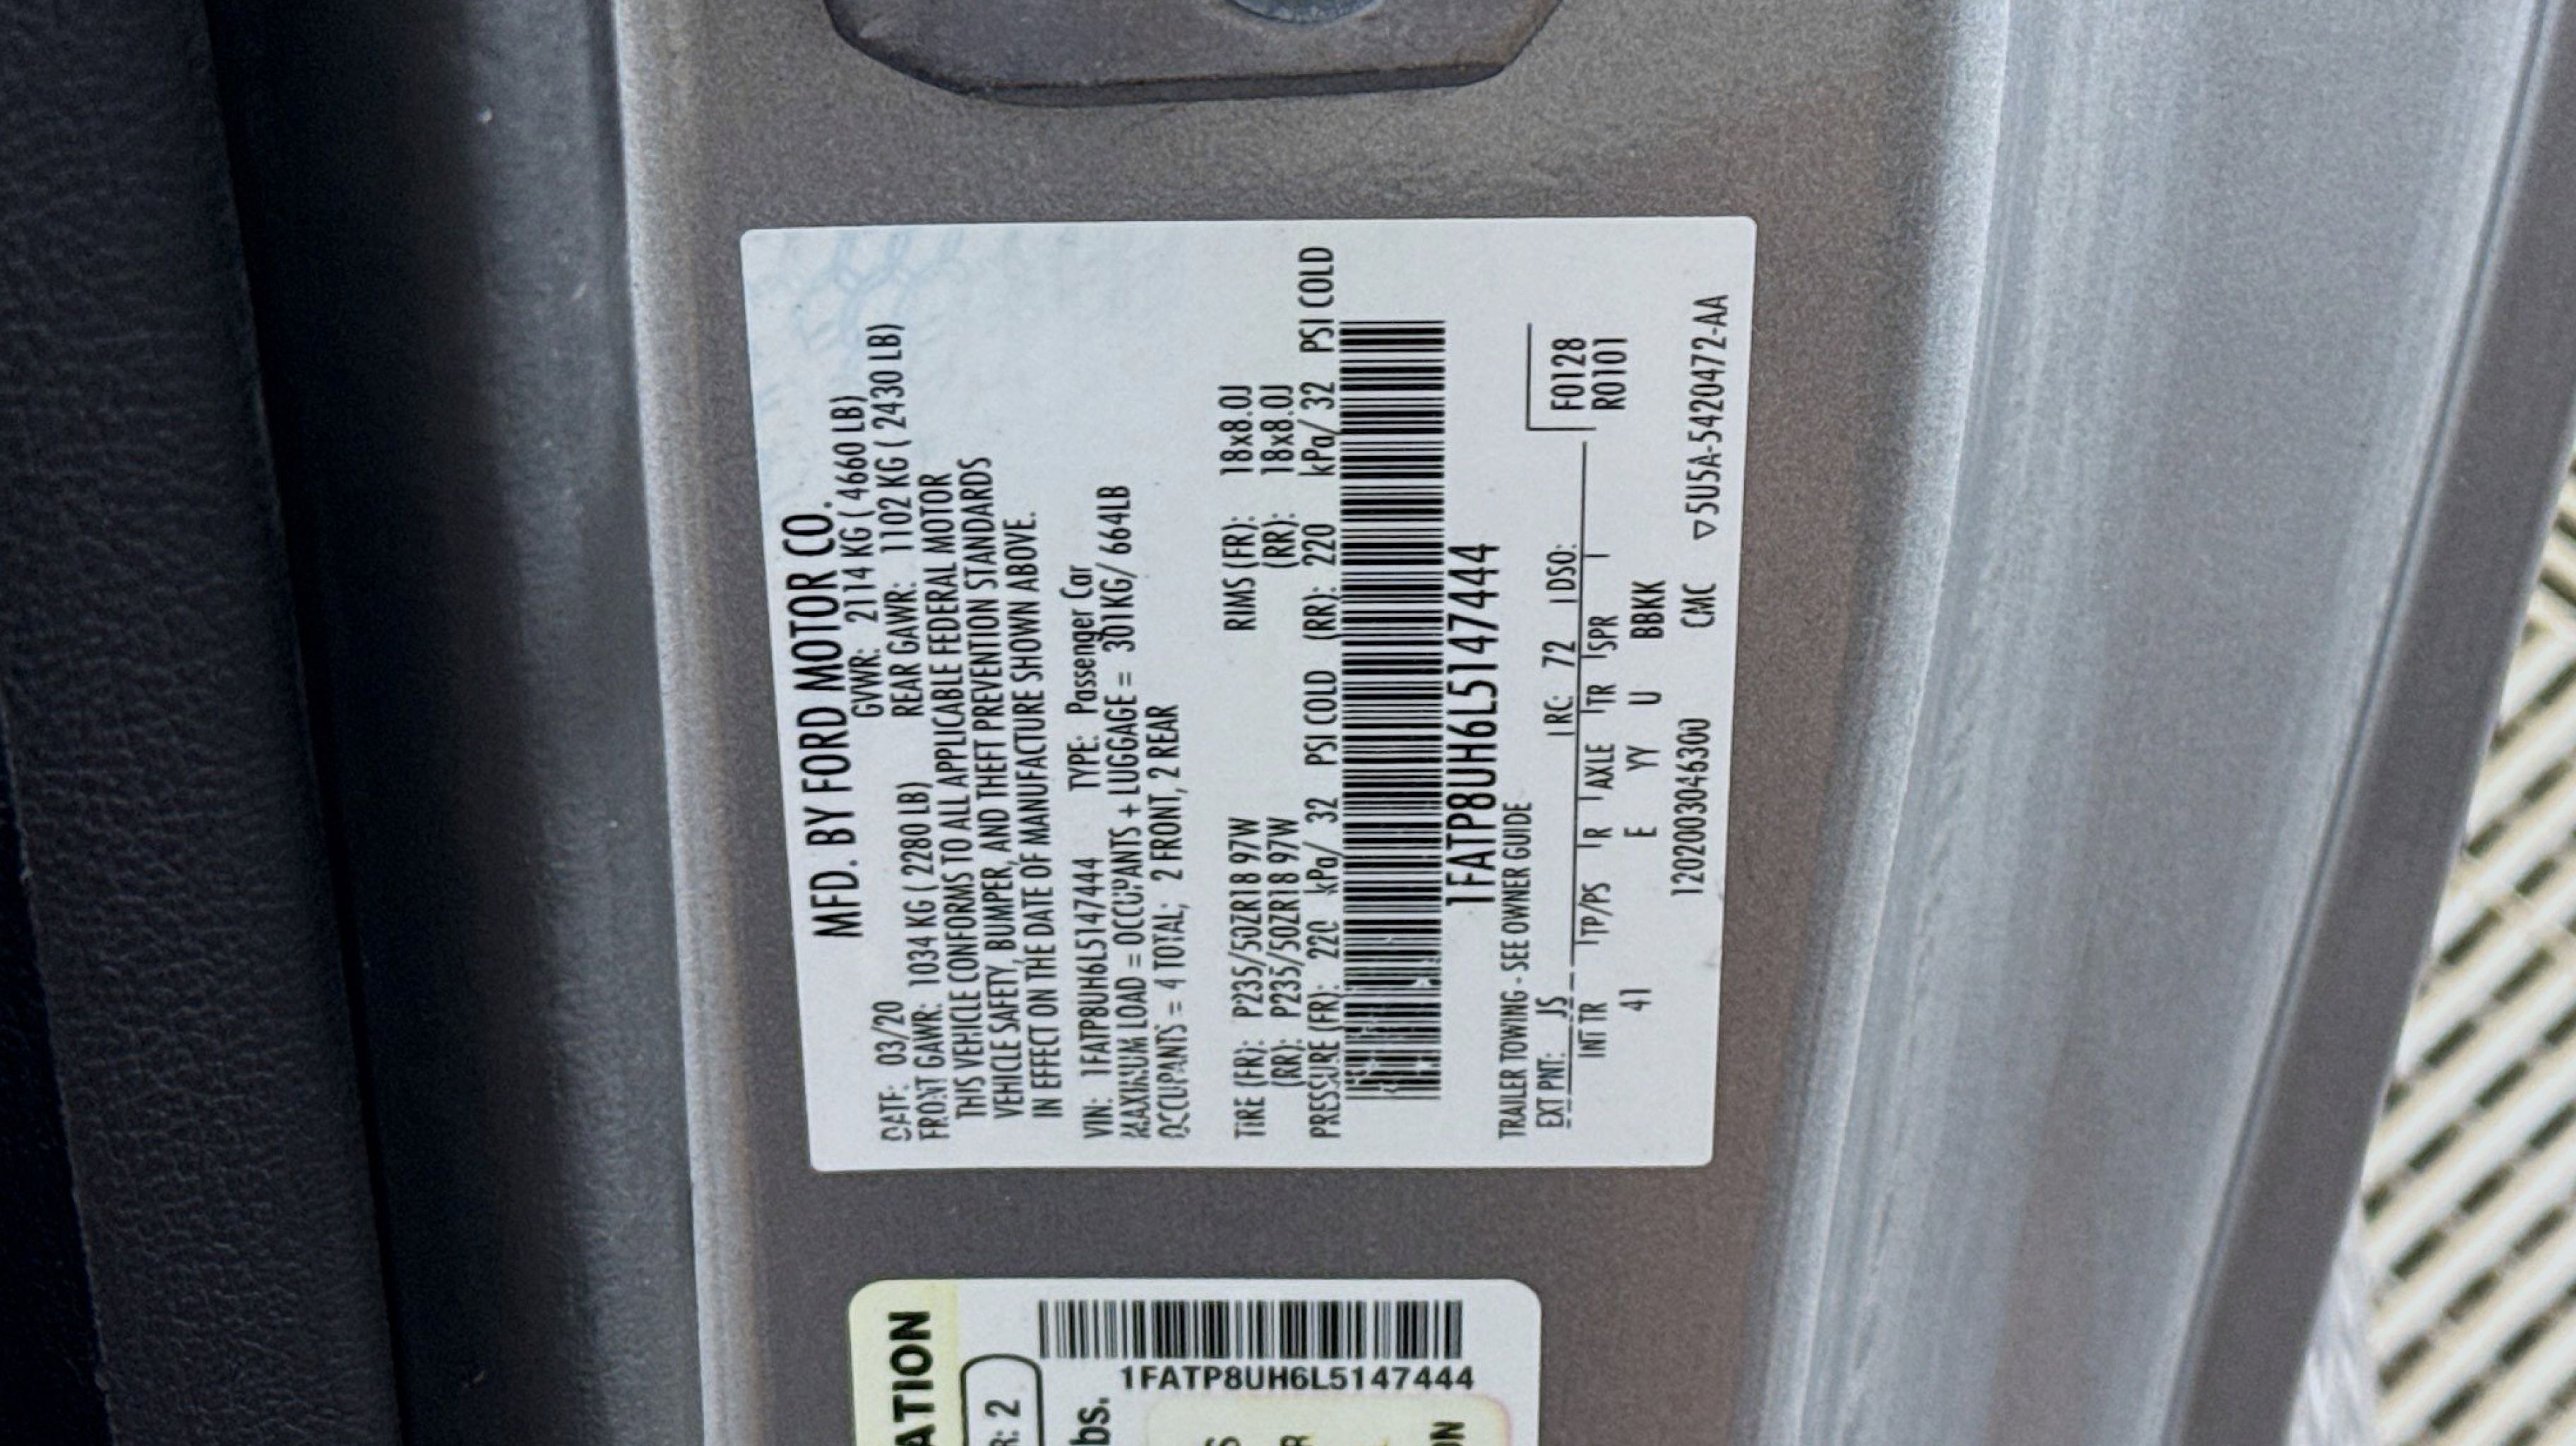 MFD. BY FORD MOTOR CO.
DATE: 03/20 GVWR: 2114 KG ( 4660 LB)
FRONT GAWR: 1034 KG ( 2280 LB) REAR GAWR: 1102 KG ( 2430 LB)
THIS VEHICLE CONFORMS TO ALL APPLICABLE FEDERAL MOTOR
VEHICLE SAFETY, BUMPER, AND THEFT PREVENTION STANDARDS
IN EFFECT ON THE DATE OF MANUFACTURE SHOWN ABOVE.
VIN: 1FATP8UH6L5147444 TYPE: Passenger Car
MAXIMUM LOAD = OCCUPANTS + LUGGAGE = 301KG/ 664LB
OCCUPANTS = 4 TOTAL; 2 FRONT, 2 REAR
TIRE (FR): P235/50ZR18 97W RIMS (FR): 18x8.0J
(RR): P235/50ZR18 97W (RR): 18x8.0J
PRESSURE (FR): 220 kPa/ 32 PSI COLD (RR): 220 kPa/ 32 PSI COLD
1FATP8UH6L5147444
TRAILER TOWING - SEE OWNER GUIDE
EXT PNT: JS RC: 72 DSO: F0128
INT TR TP/PS R AXLE TR SPR R0101
41 E YY U BBKK
1202003046300 CMC ▽5U5A-5420472-AA
1FATP8UH6L5147444
ATION
R: 2
bs.